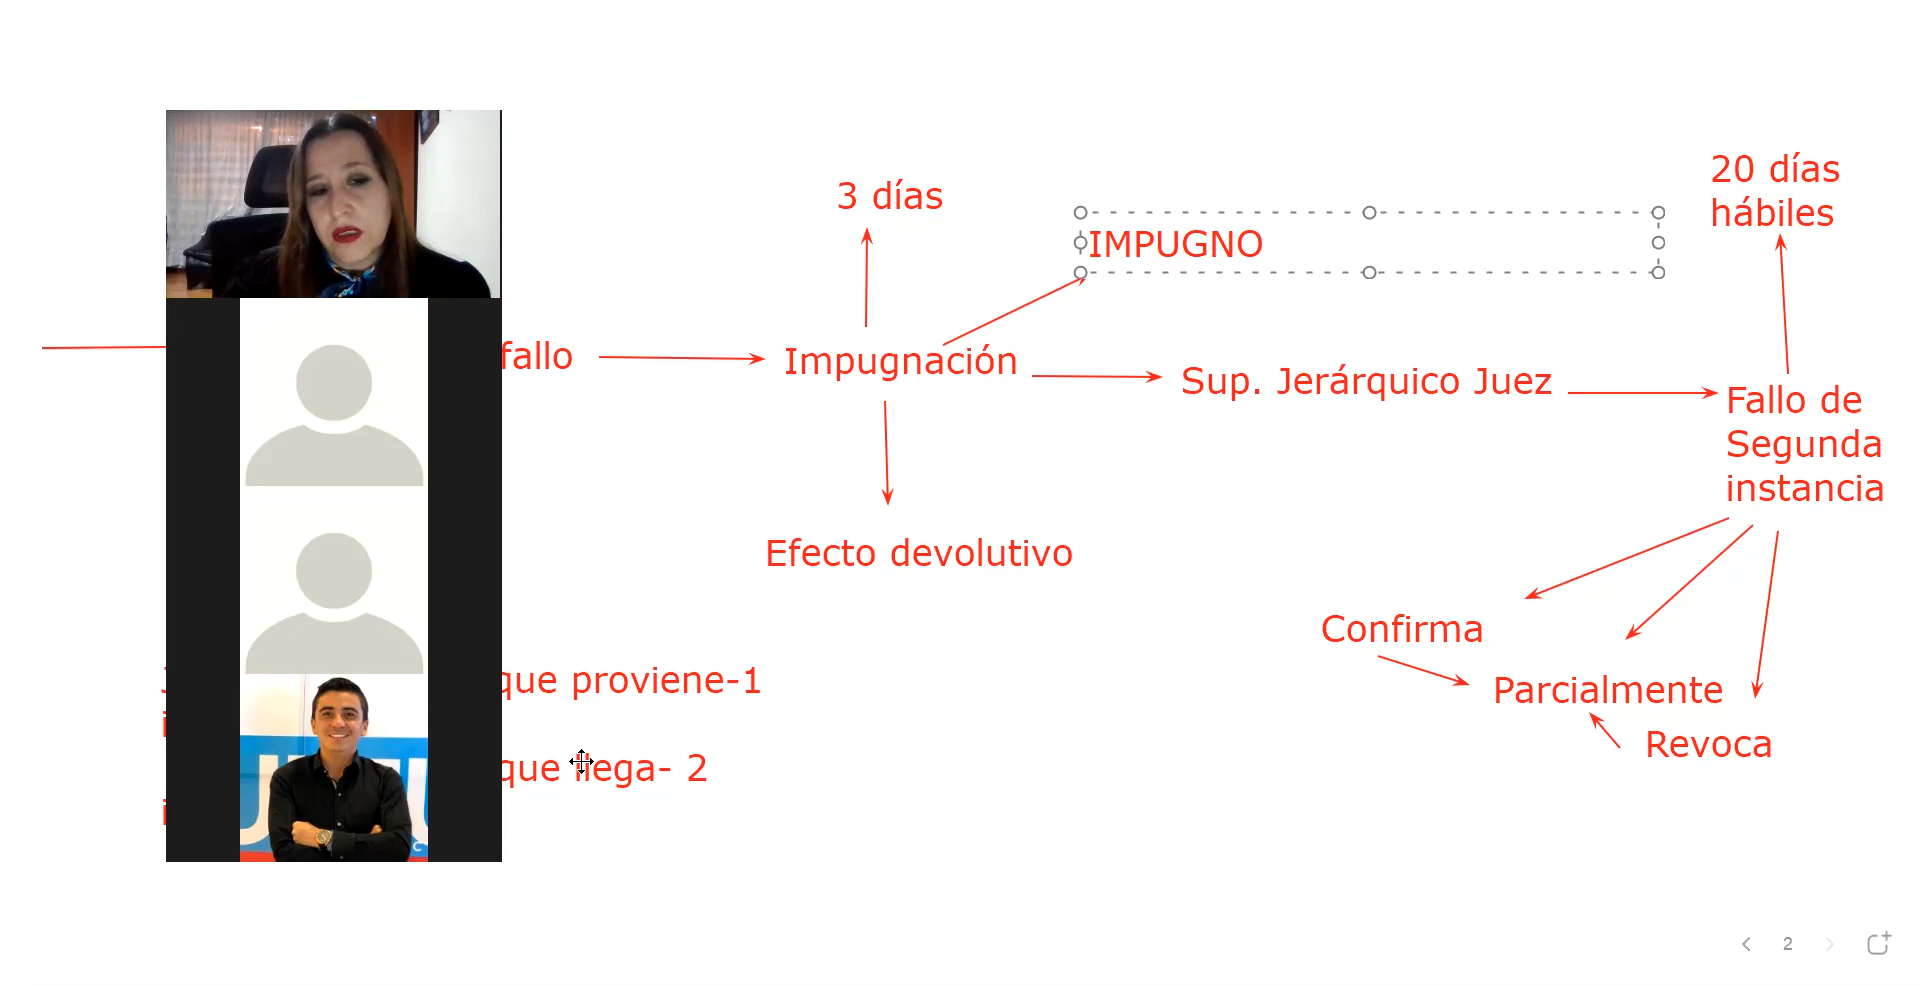 20 días
hábiles
3 días
IMPUGNO
fallo
Impugnación
Sup. Jerárquico Juez
Fallo de
Segunda
instancia
Efecto devolutivo
Confirma
que proviene-1
Parcialmente
Revoca
que llega- 2
2